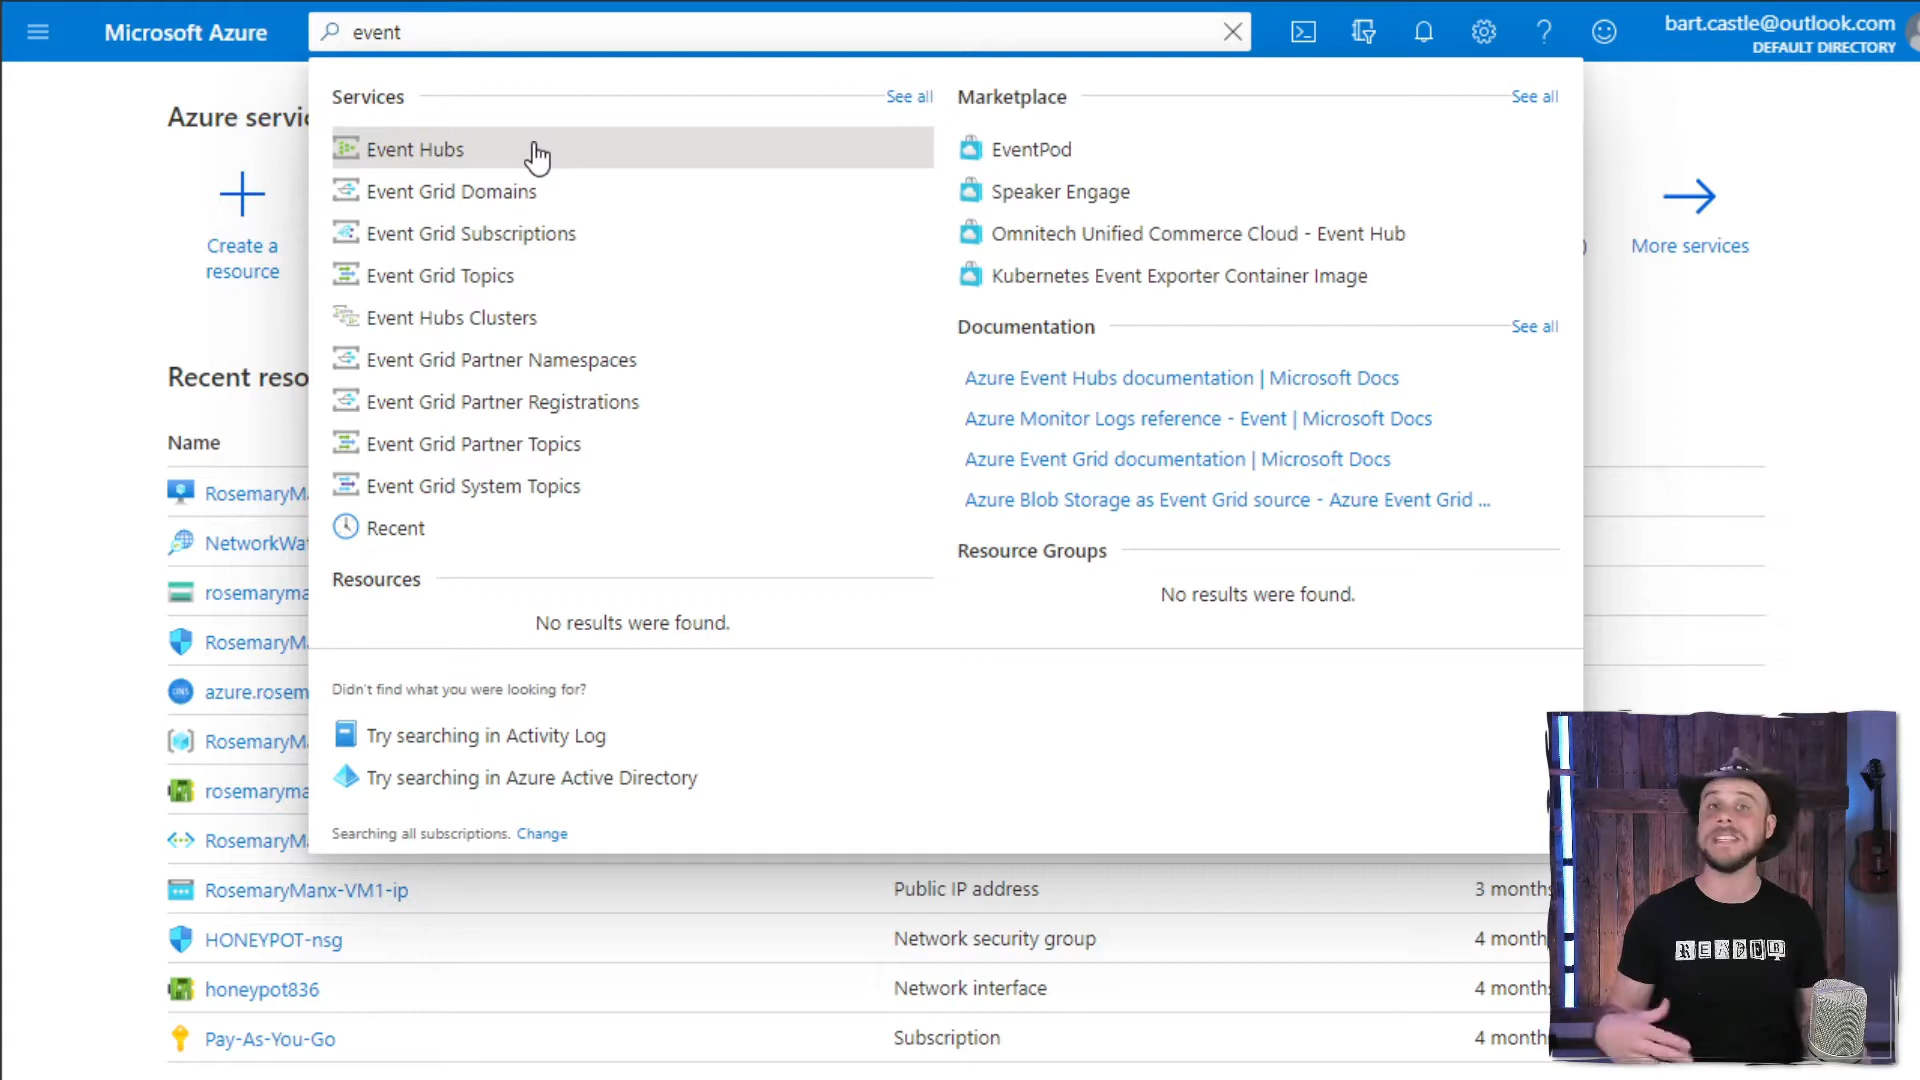 Microsoft Azure
event
bart.castle@outlook.com
DEFAULT DIRECTORY
Azure servic
Create a
resource
More services
Services
See all
Event Hubs
Event Grid Domains
Event Grid Subscriptions
Event Grid Topics
Event Hubs Clusters
Event Grid Partner Namespaces
Event Grid Partner Registrations
Event Grid Partner Topics
Event Grid System Topics
Recent
Resources
No results were found.
Marketplace
See all
EventPod
Speaker Engage
Omnitech Unified Commerce Cloud - Event Hub
Kubernetes Event Exporter Container Image
Documentation
See all
Azure Event Hubs documentation | Microsoft Docs
Azure Monitor Logs reference - Event | Microsoft Docs
Azure Event Grid documentation | Microsoft Docs
Azure Blob Storage as Event Grid source - Azure Event Grid ...
Resource Groups
No results were found.
Didn't find what you were looking for?
Try searching in Activity Log
Try searching in Azure Active Directory
Searching all subscriptions. Change
Recent reso
Name
RosemaryMa
NetworkWat
rosemaryma
RosemaryMa
azure.rosem
RosemaryMa
rosemaryma
RosemaryMa
RosemaryManx-VM1-ip Public IP address 3 months
HONEYPOT-nsg Network security group 4 month
honeypot836 Network interface 4 month
Pay-As-You-Go Subscription 4 month
READER